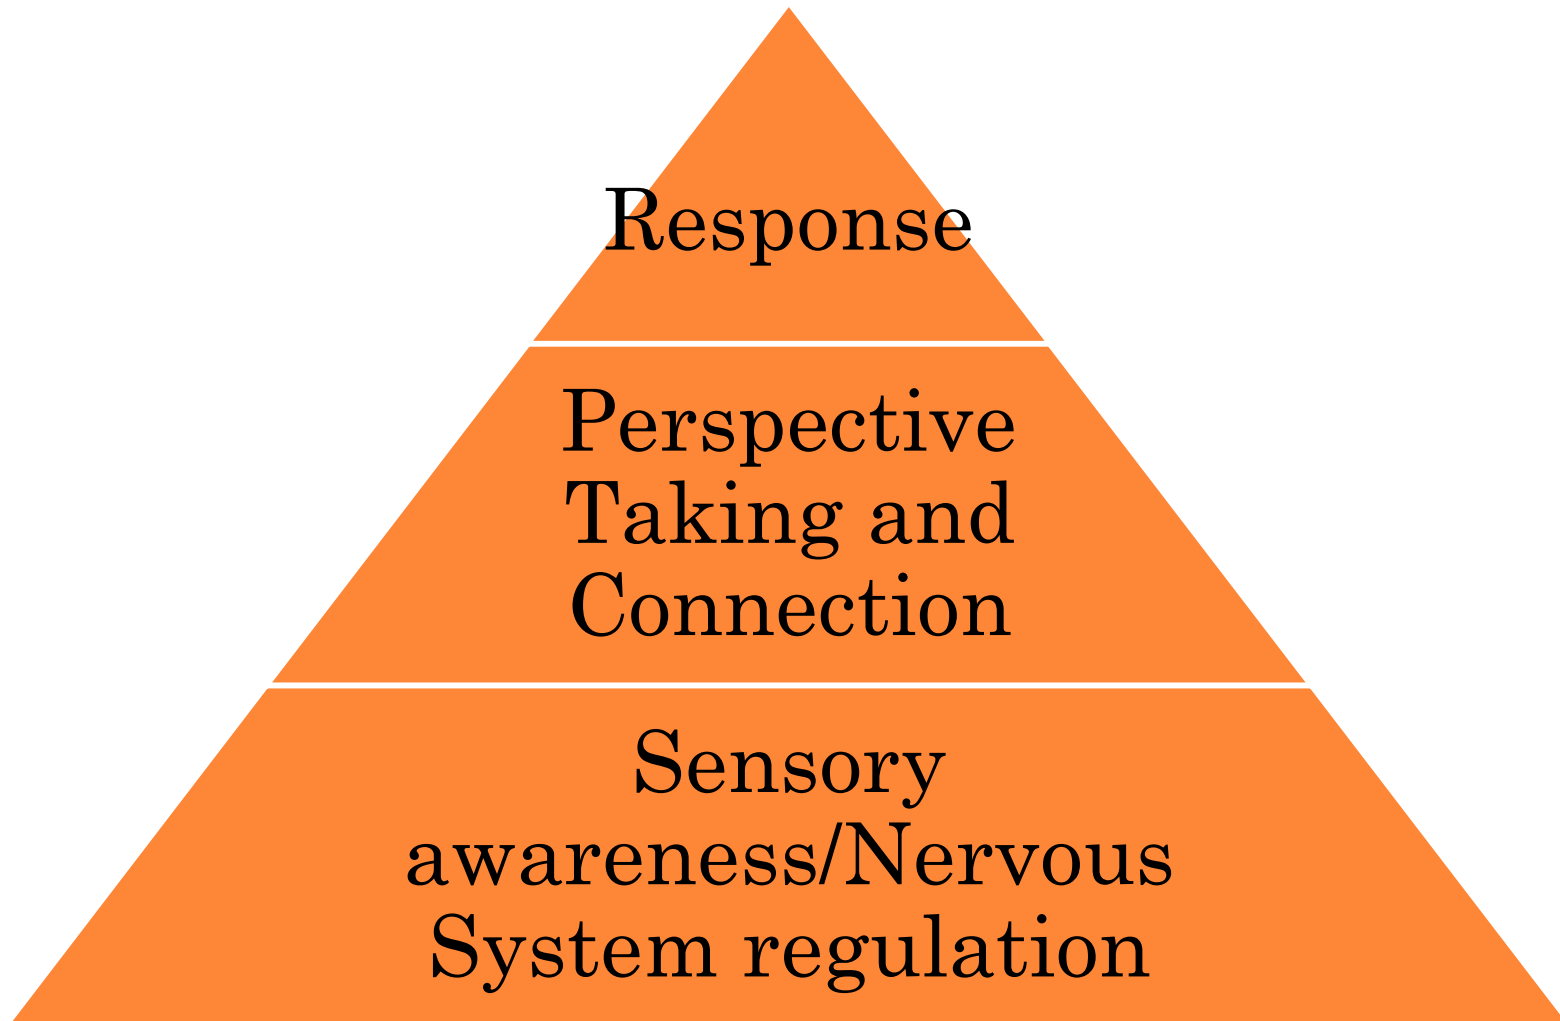 Response
Perspective
Taking and
Connection
Sensory
awareness/Nervous
System regulation